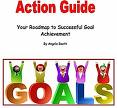 Action Guide
Your Roadmap to Successful Goal
Achievement
GOALS